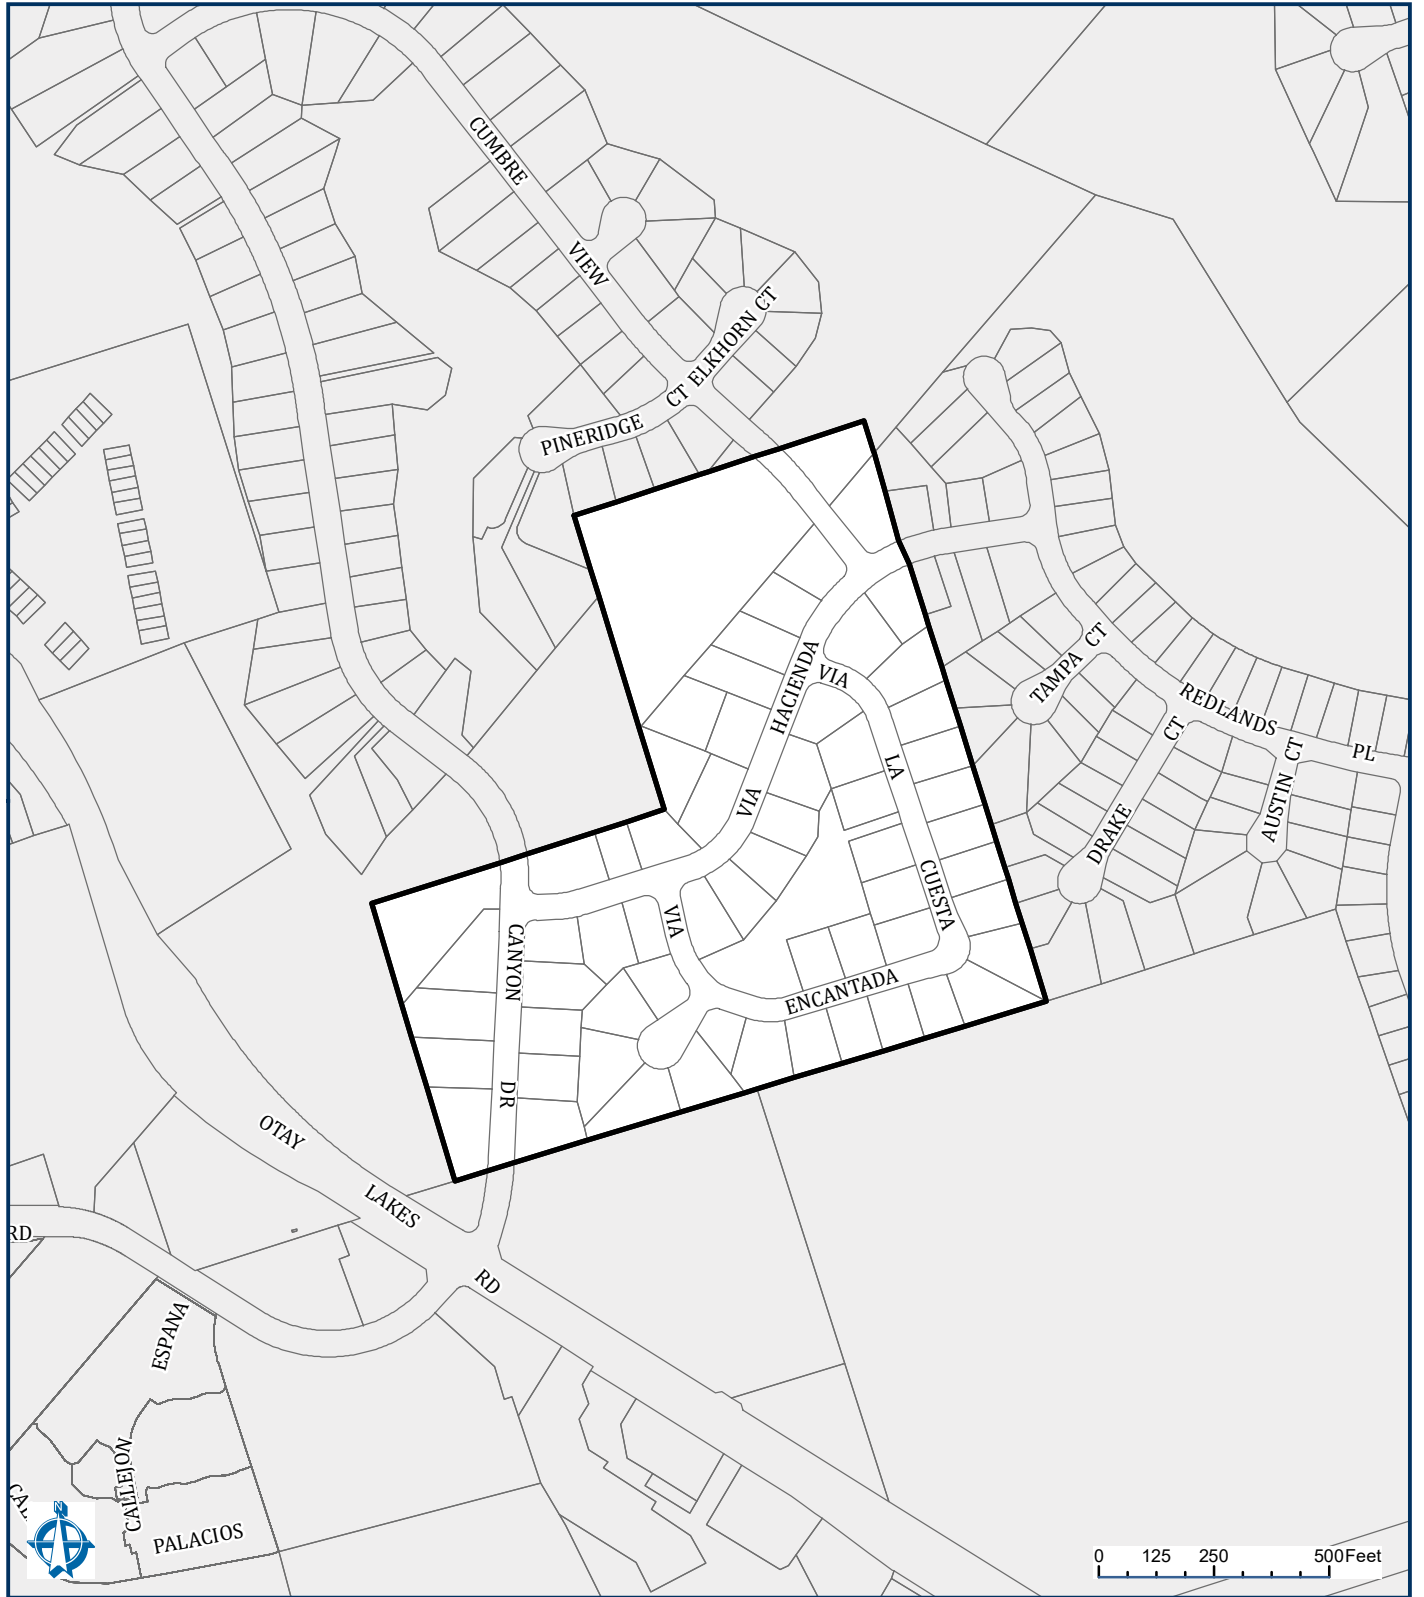 CUMBRE
VIEW
ELKHORN CT
PINERIDGE CT
HACIENDA
VIA
VIA
LA
CUESTA
VIA
ENCANTADA
CANYON
DR
TAMPA CT
REDLANDS
PL
DRAKE CT
AUSTIN CT
OTAY
LAKES
RD
RD
ESPANA
CALLEJON
PALACIOS
N
0 125 250 500 Feet